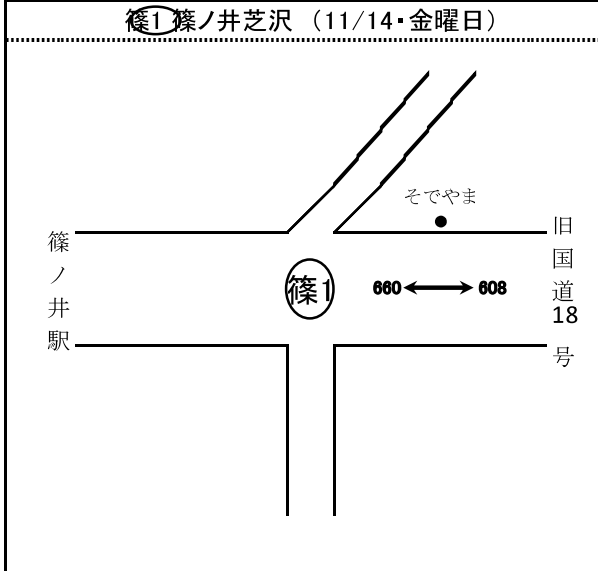 篠1 篠ノ井芝沢 (11/14・金曜日)
そでやま
篠ノ井駅
篠1
660 608
旧国道18号